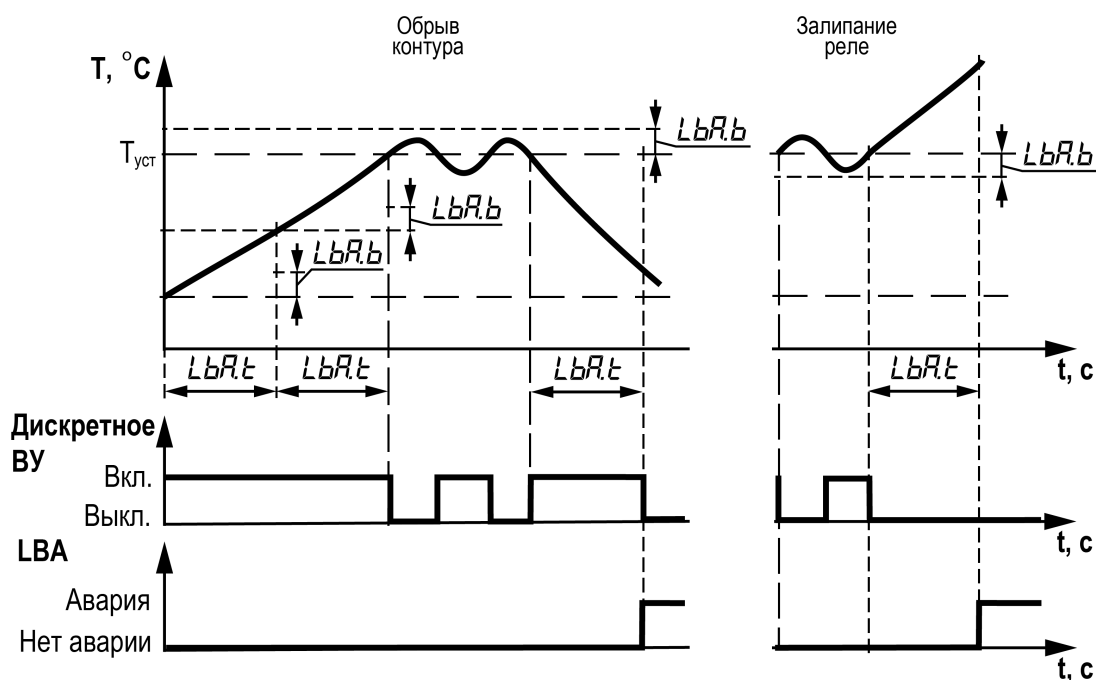 Обрыв
контура
Залипание
реле
T, °C
Tуст
LbA.b
LbA.b
LbA.b
LbA.b
t, c
LbA.t
LbA.t
LbA.t
LbA.t
Дискретное
ВУ
Вкл.
Выкл.
t, c
LBA
Авария
Нет аварии
t, c